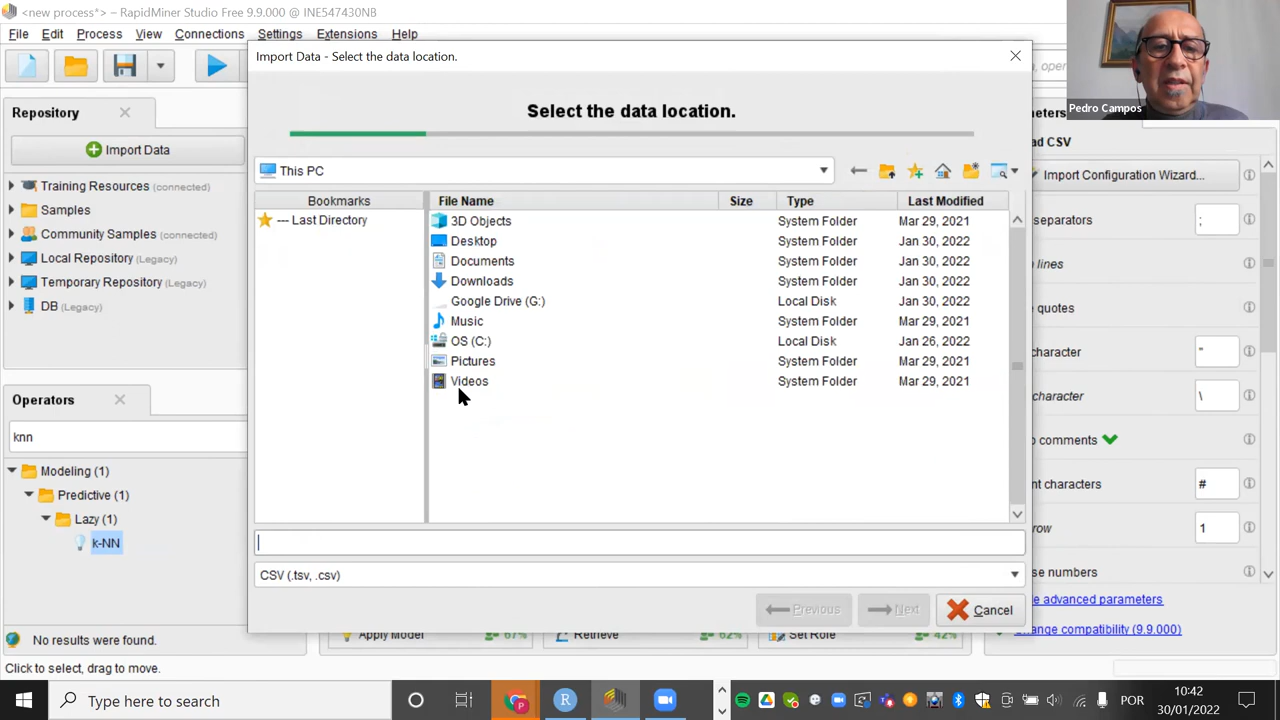 <new process*> – RapidMiner Studio Free 9.9.000 @ INE547430NB
File Edit Process View Connections Settings Extensions Help
Import Data - Select the data location.
Pedro Campos
Repository
Import Data
Training Resources (connected)
Samples
Community Samples (connected)
Local Repository (Legacy)
Temporary Repository (Legacy)
DB (Legacy)
Operators
knn
Modeling (1)
Predictive (1)
Lazy (1)
k-NN
No results were found.
Click to select, drag to move.
Select the data location.
This PC
Bookmarks
--- Last Directory
File Name Size Type Last Modified
3D Objects System Folder Mar 29, 2021
Desktop System Folder Jan 30, 2022
Documents System Folder Jan 30, 2022
Downloads System Folder Jan 30, 2022
Google Drive (G:) Local Disk Jan 30, 2022
Music System Folder Mar 29, 2021
OS (C:) Local Disk Jan 26, 2022
Pictures System Folder Mar 29, 2021
Videos System Folder Mar 29, 2021
CSV (.tsv, .csv)
Previous Next Cancel
Apply Model 67% Retrieve 62% Set Role 42%
CSV
Import Configuration Wizard...
separators ;
lines
quotes
character "
character \
comments
characters #
row 1
numbers
advanced parameters
Change compatibility (9.9.000)
Type here to search
POR
10:42
30/01/2022